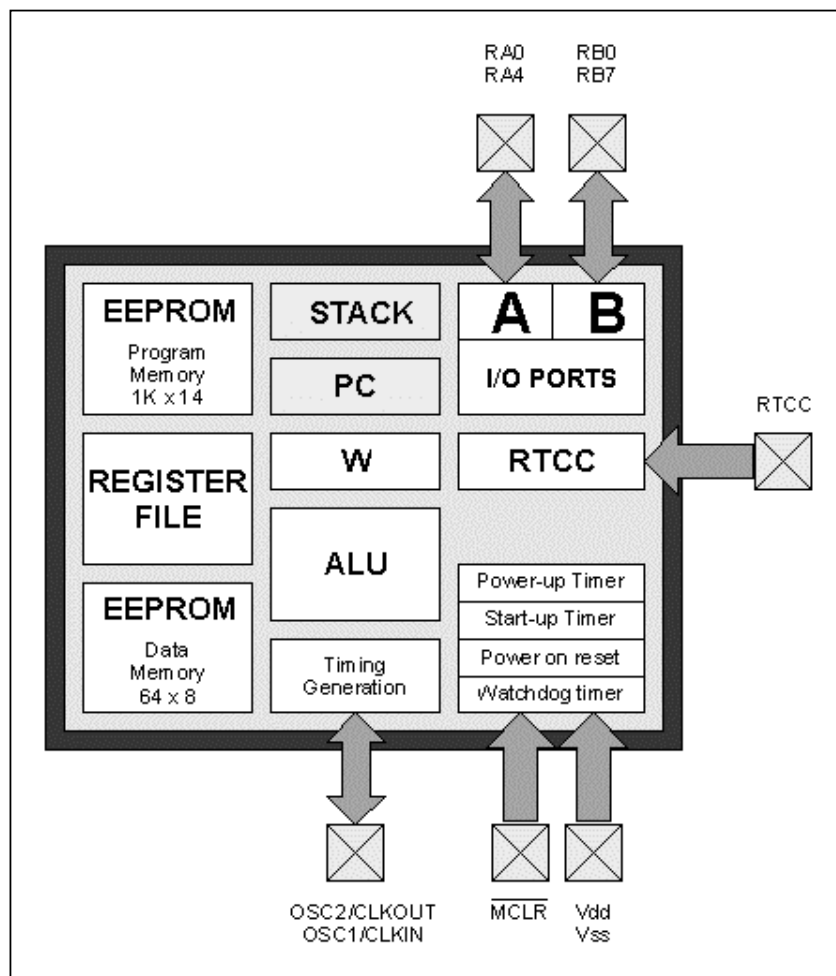 RA0
RA4
RB0
RB7
EEPROM
Program
Memory
1K x14
STACK
PC
A
B
I/O PORTS
REGISTER
FILE
W
RTCC
RTCC
ALU
EEPROM
Data
Memory
64 x 8
Timing
Generation
Power-up Timer
Start-up Timer
Power on reset
Watchdog timer
OSC2/CLKOUT
OSC1/CLKIN
MCLR
Vdd
Vss